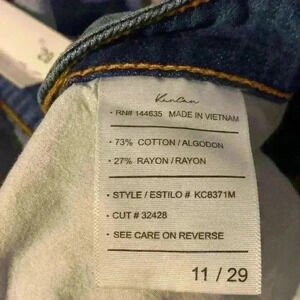 KanCan
• RN# 144635 MADE IN VIETNAM
• 73% COTTON / ALGODON
• 27% RAYON / RAYON
• STYLE / ESTILO # KC8371M
• CUT # 32428
• SEE CARE ON REVERSE
11 / 29